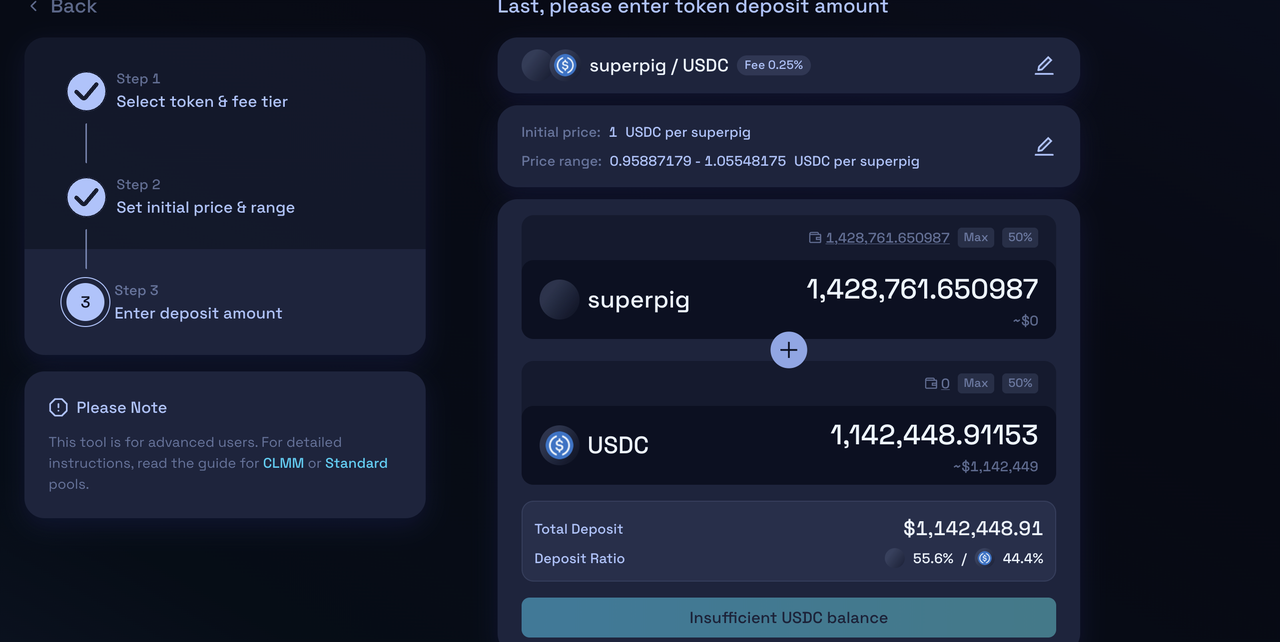 Back
Step 1
Select token & fee tier
Step 2
Set initial price & range
3
Step 3
Enter deposit amount
Please Note
This tool is for advanced users. For detailed
instructions, read the guide for CLMM or Standard
pools.
Last, please enter token deposit amount
superpig / USDC Fee 0.25%
Initial price: 1 USDC per superpig
Price range: 0.95887179 - 1.05548175 USDC per superpig
1,428,761.650987 Max 50%
superpig 1,428,761.650987
~$0
0 Max 50%
USDC 1,142,448.91153
~$1,142,449
Total Deposit $1,142,448.91
Deposit Ratio 55.6% / 44.4%
Insufficient USDC balance